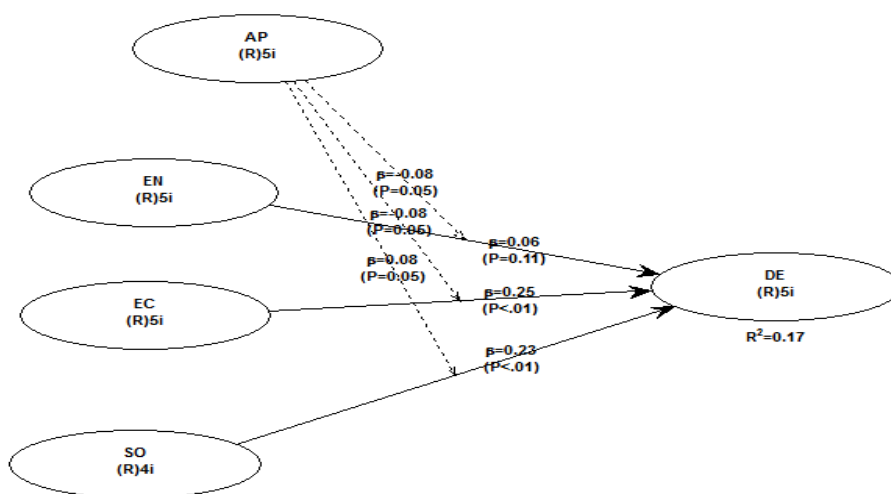 AP
(R)5i
EN
(R)5i
β=-0.08
(P=0.05)
β=-0.08
(P=0.05)
β=0.08
(P=0.05)
β=0.06
(P=0.11)
DE
(R)5i
R²=0.17
EC
(R)5i
β=0.25
(P<.01)
β=0.23
(P<.01)
SO
(R)4i